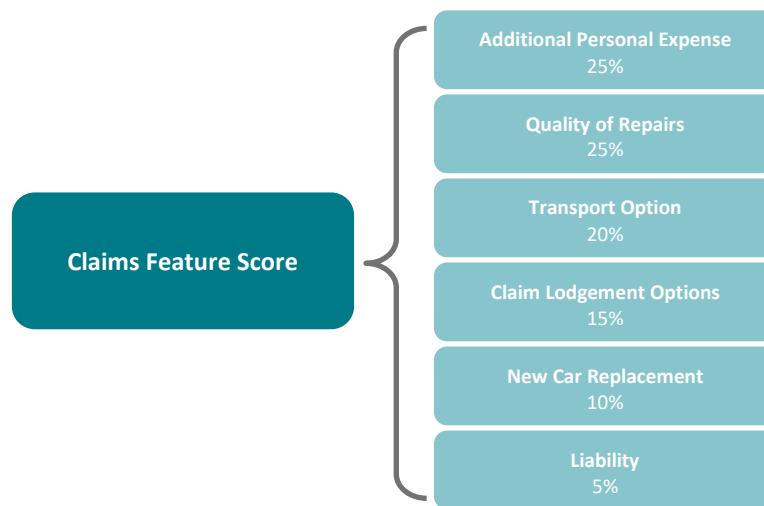 Claims Feature Score
Additional Personal Expense
25%
Quality of Repairs
25%
Transport Option
20%
Claim Lodgement Options
15%
New Car Replacement
10%
Liability
5%